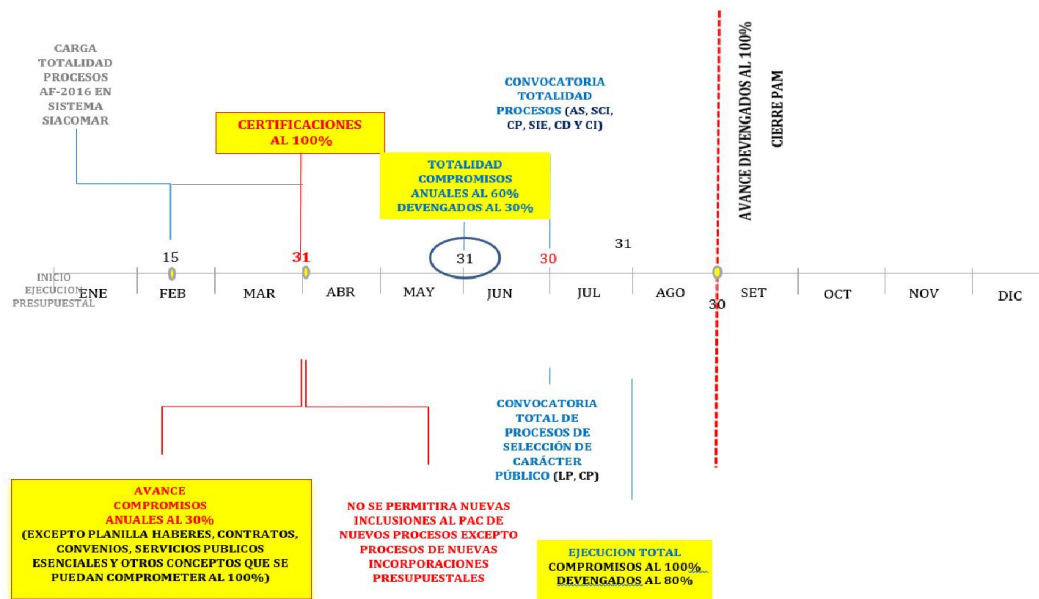 CARGA
TOTALIDAD
PROCESOS
AF-2016 EN
SISTEMA
SIACOMAR
CERTIFICACIONES
AL 100%
TOTALIDAD
COMPROMISOS
ANUALES AL 60%
DEVENGADOS AL 30%
CONVOCATORIA
TOTALIDAD
PROCESOS (AS, SCI,
CP, SIE, CD Y CI)
AVANCE DEVENGADOS AL 100%
CIERRE PAM
15
31
31
30
31
30
INICIO
EJECUCION
PRESUPUESTAL
ENE
FEB
MAR
ABR
MAY
JUN
JUL
AGO
SET
OCT
NOV
DIC
AVANCE
COMPROMISOS
ANUALES AL 30%
(EXCEPTO PLANILLA HABERES, CONTRATOS,
CONVENIOS, SERVICIOS PUBLICOS
ESENCIALES Y OTROS CONCEPTOS QUE SE
PUEDAN COMPROMETER AL 100%)
NO SE PERMITIRA NUEVAS
INCLUSIONES AL PAC DE
NUEVOS PROCESOS EXCEPTO
PROCESOS DE NUEVAS
INCORPORACIONES
PRESUPUESTALES
CONVOCATORIA
TOTAL DE
PROCESOS DE
SELECCIÓN DE
CARÁCTER
PÚBLICO (LP, CP)
EJECUCION TOTAL
COMPROMISOS AL 100%
DEVENGADOS AL 80%